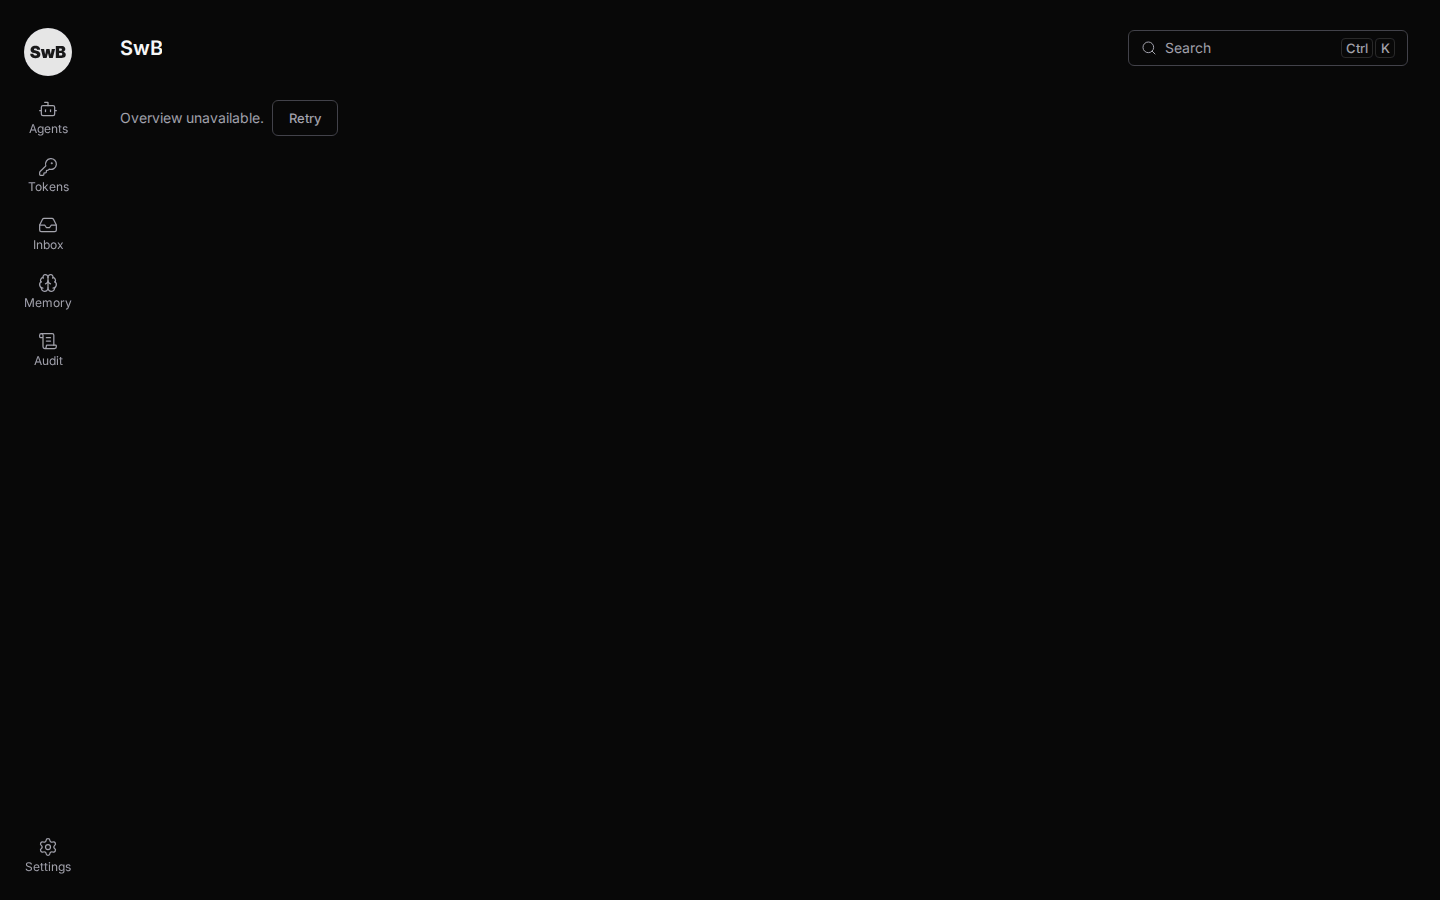 SwB
SwB
Search Ctrl K
Overview unavailable. Retry
Agents
Tokens
Inbox
Memory
Audit
Settings